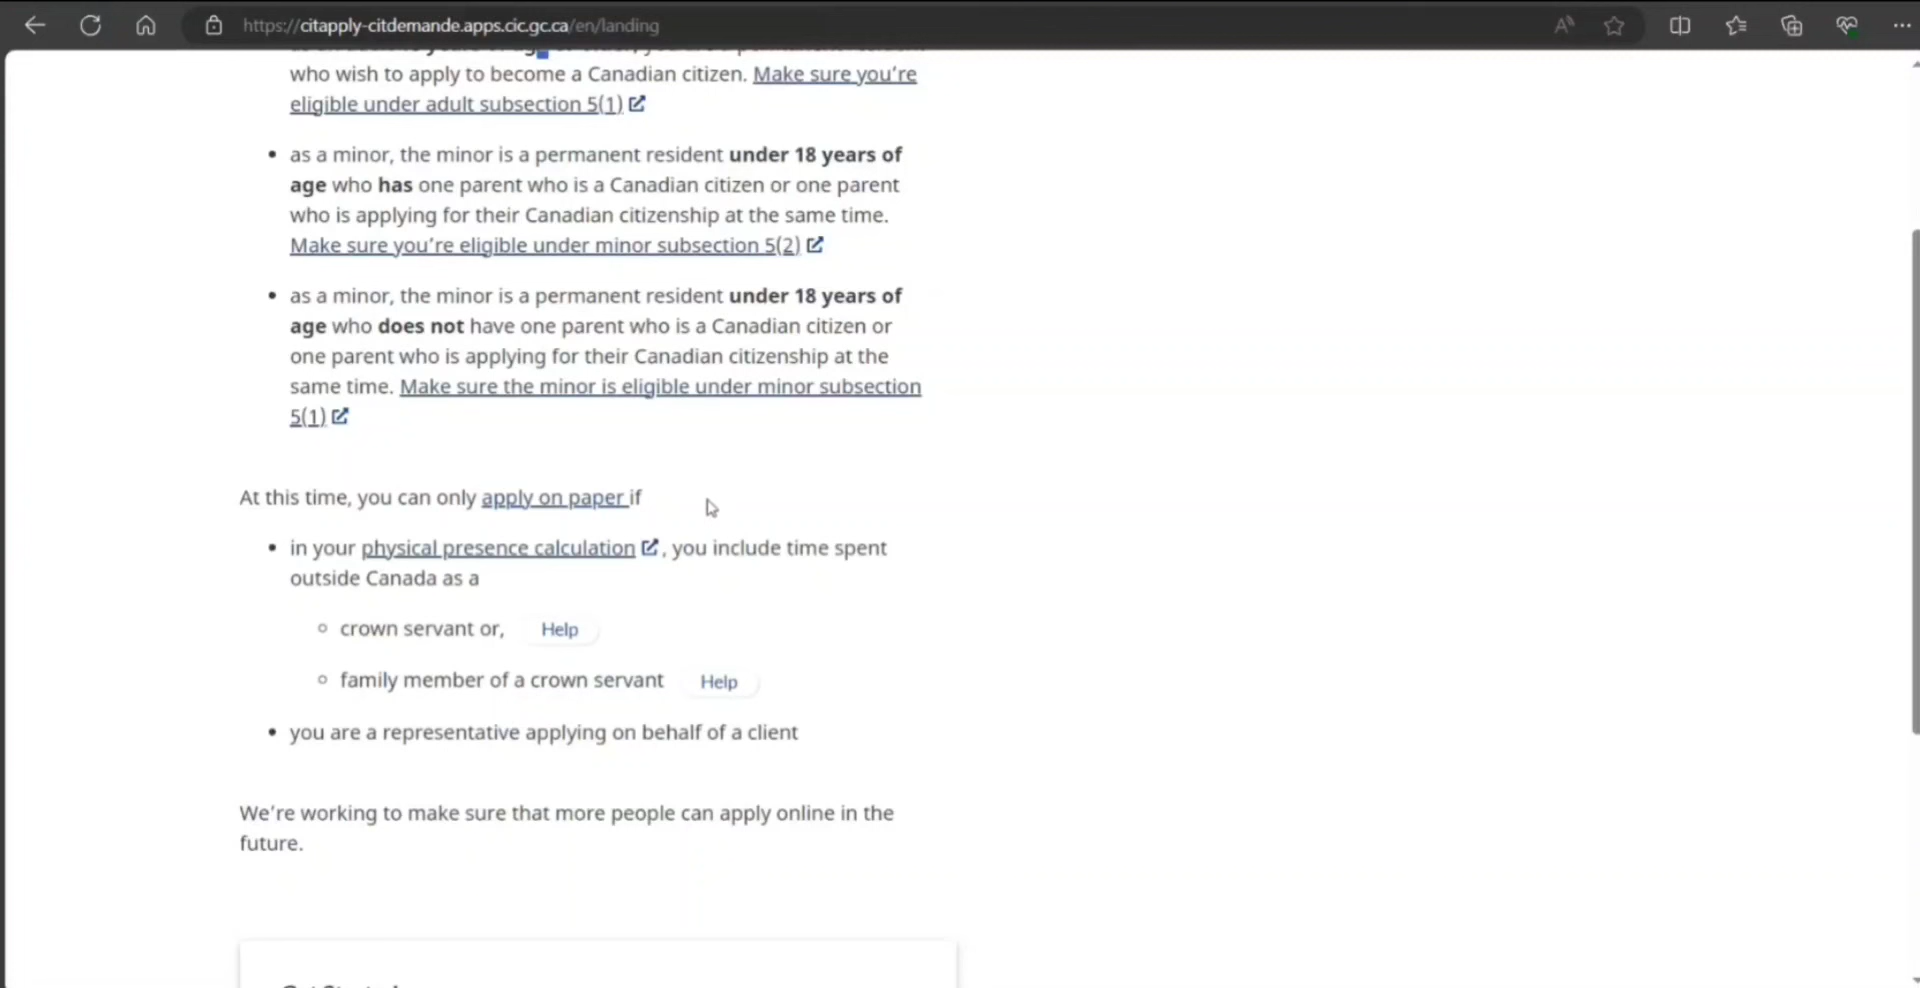 https://citapply-citdemande.apps.cic.gc.ca/en/landing
who wish to apply to become a Canadian citizen. Make sure you're
eligible under adult subsection 5(1)
• as a minor, the minor is a permanent resident under 18 years of
age who has one parent who is a Canadian citizen or one parent
who is applying for their Canadian citizenship at the same time.
Make sure you're eligible under minor subsection 5(2)
• as a minor, the minor is a permanent resident under 18 years of
age who does not have one parent who is a Canadian citizen or
one parent who is applying for their Canadian citizenship at the
same time. Make sure the minor is eligible under minor subsection
5(1)
At this time, you can only apply on paper if
• in your physical presence calculation , you include time spent
outside Canada as a
○ crown servant or, Help
○ family member of a crown servant Help
• you are a representative applying on behalf of a client
We're working to make sure that more people can apply online in the
future.